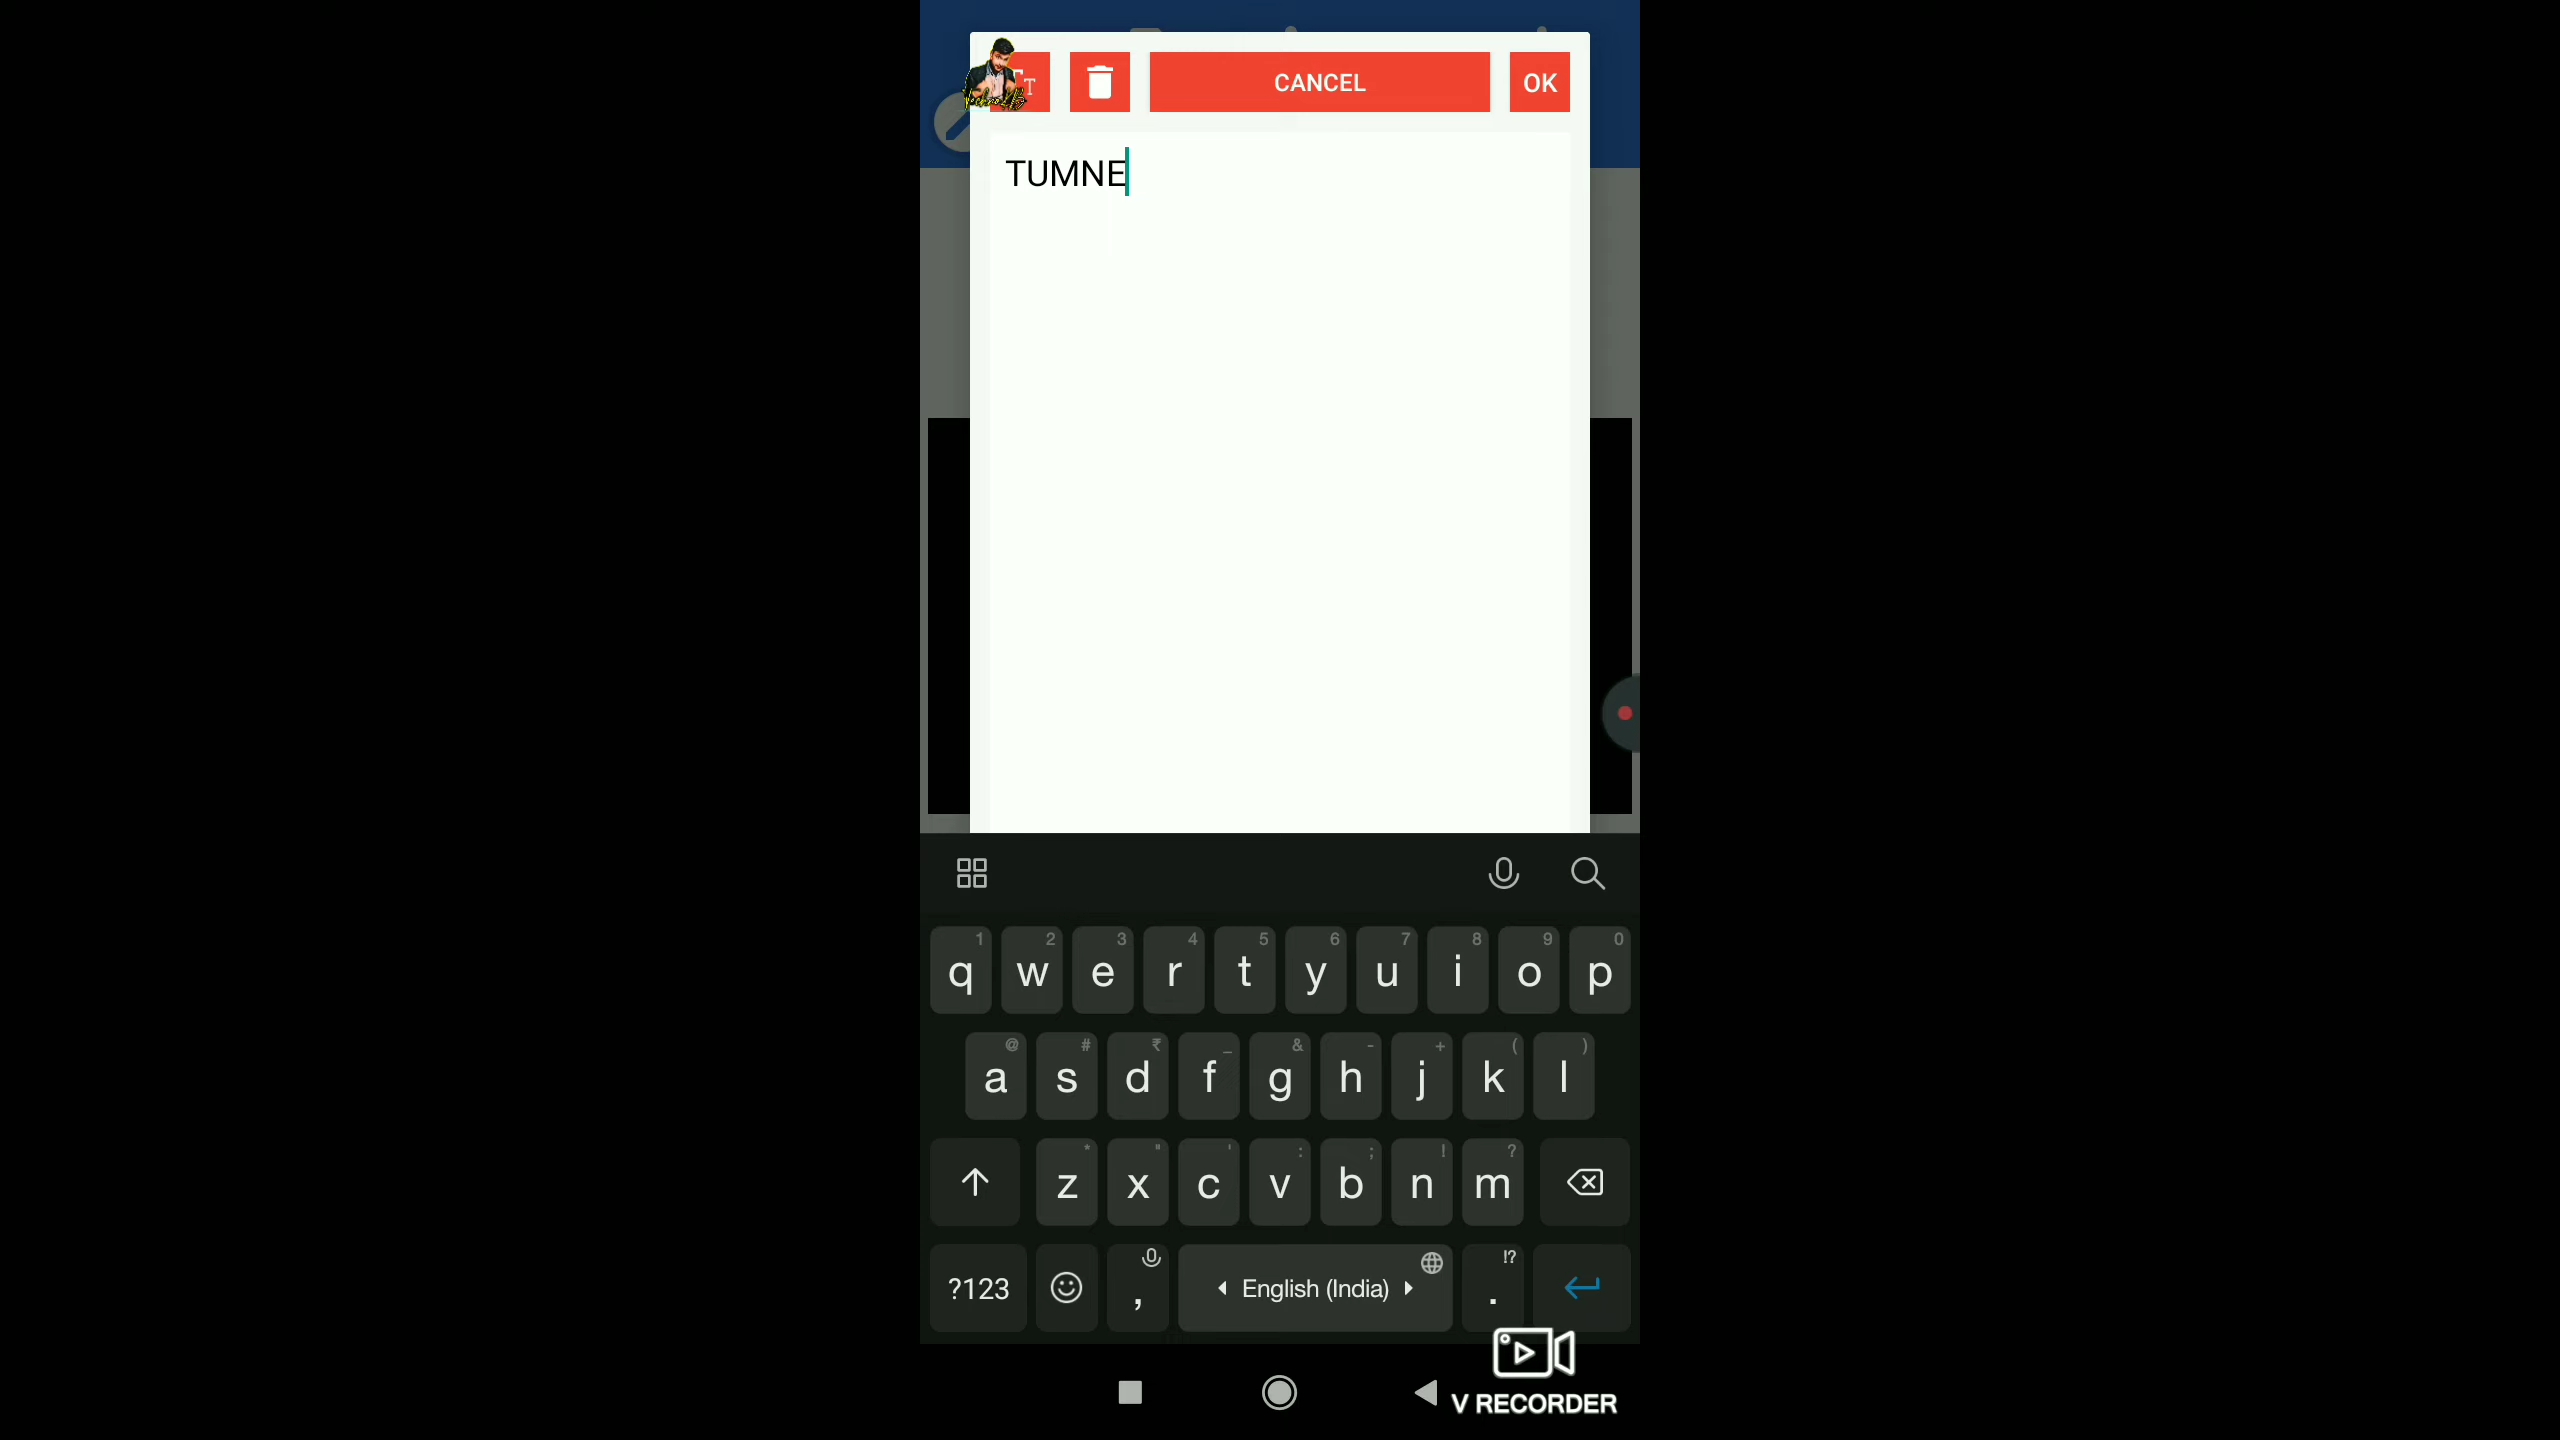 CANCEL
OK
TUMNE
1 2 3 4 5 6 7 8 9 0
q w e r t y u i o p
@ # ₹ _ & - + ( )
a s d f g h j k l
* " ' : ; ! ?
z x c v b n m
!?
?123 , English (India) .
V RECORDER